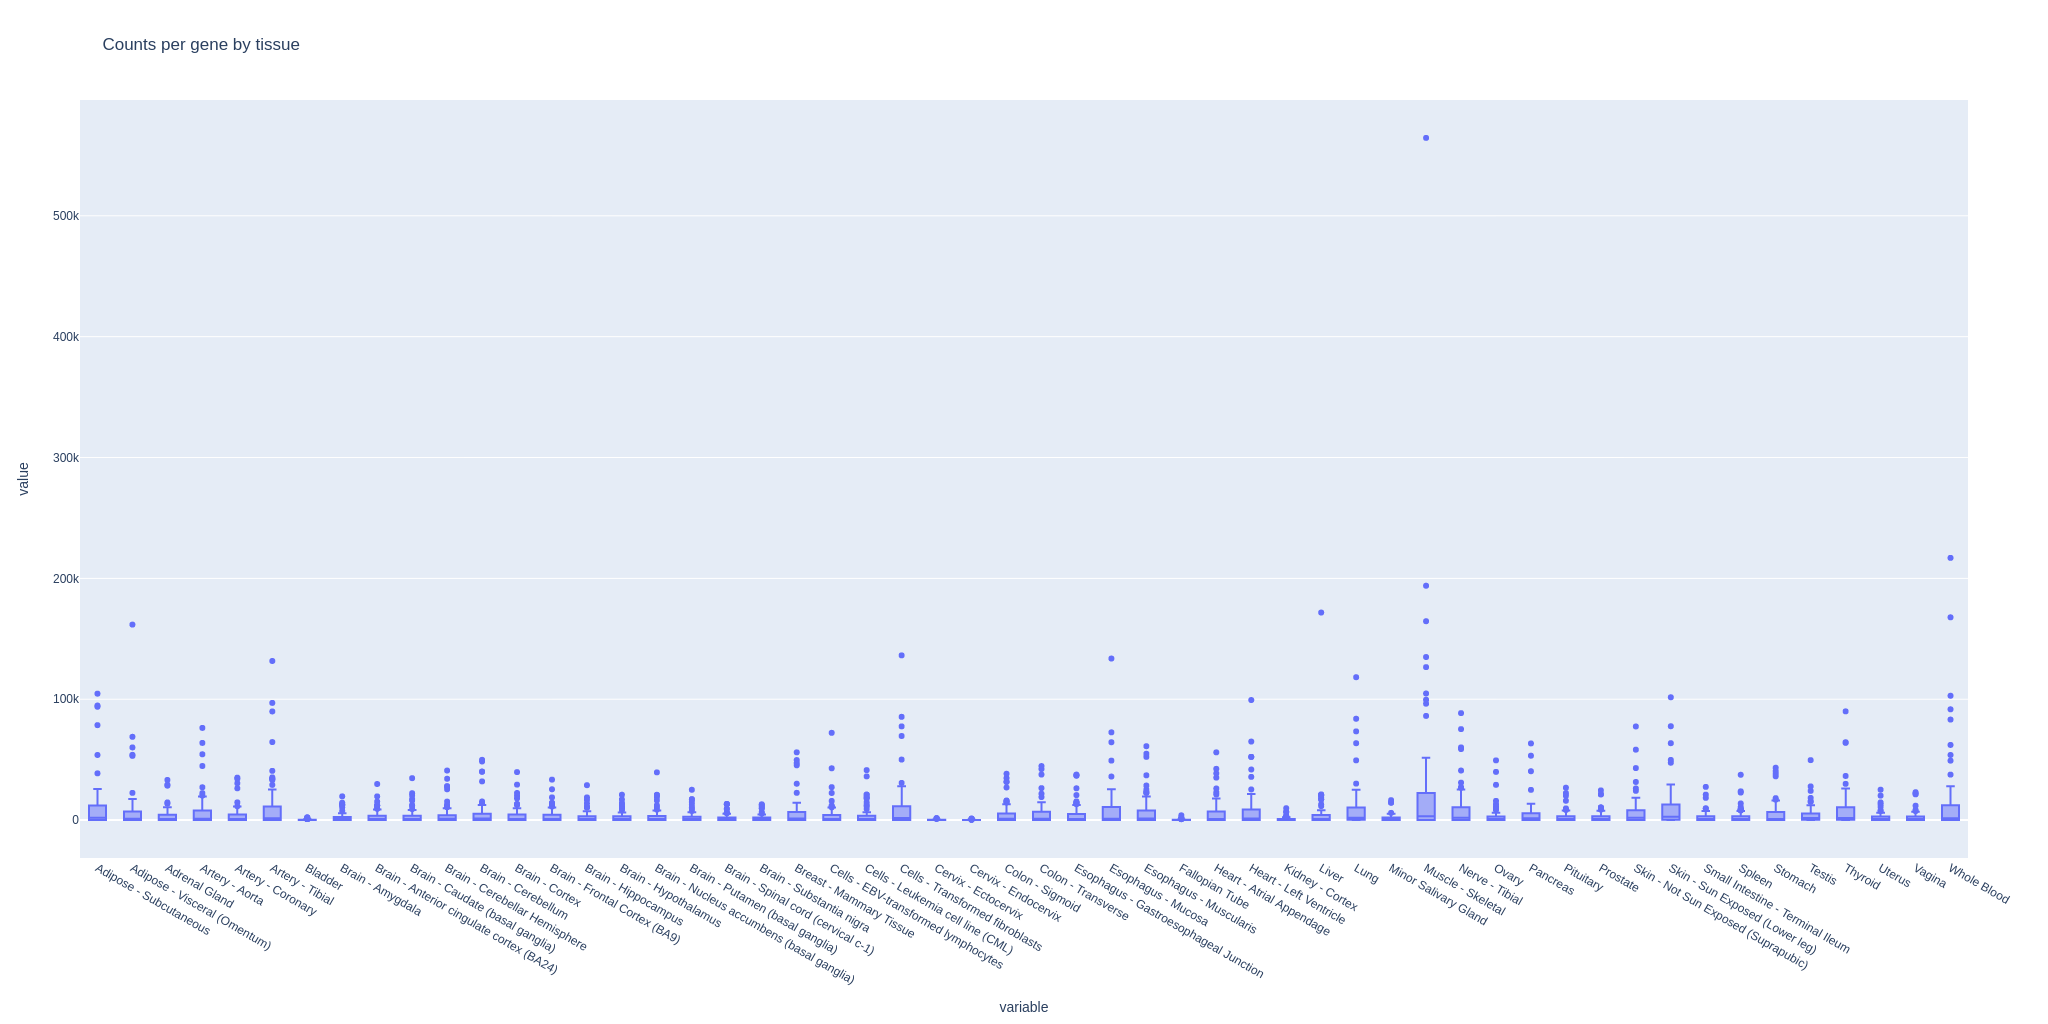 Counts per gene by tissue
value
500k
400k
300k
200k
100k
0
Adipose - Subcutaneous
Adipose - Visceral (Omentum)
Adrenal Gland
Artery - Aorta
Artery - Coronary
Artery - Tibial
Bladder
Brain - Amygdala
Brain - Anterior cingulate cortex (BA24)
Brain - Caudate (basal ganglia)
Brain - Cerebellar Hemisphere
Brain - Cerebellum
Brain - Cortex
Brain - Frontal Cortex (BA9)
Brain - Hippocampus
Brain - Hypothalamus
Brain - Nucleus accumbens (basal ganglia)
Brain - Putamen (basal ganglia)
Brain - Spinal cord (cervical c-1)
Brain - Substantia nigra
Breast - Mammary Tissue
Cells - EBV-transformed lymphocytes
Cells - Leukemia cell line (CML)
Cells - Transformed fibroblasts
Cervix - Ectocervix
Cervix - Endocervix
Colon - Sigmoid
Colon - Transverse
Esophagus - Gastroesophageal Junction
Esophagus - Mucosa
Esophagus - Muscularis
Fallopian Tube
Heart - Atrial Appendage
Heart - Left Ventricle
Kidney - Cortex
Liver
Lung
Minor Salivary Gland
Muscle - Skeletal
Nerve - Tibial
Ovary
Pancreas
Pituitary
Prostate
Skin - Not Sun Exposed (Suprapubic)
Skin - Sun Exposed (Lower leg)
Small Intestine - Terminal Ileum
Spleen
Stomach
Testis
Thyroid
Uterus
Vagina
Whole Blood
variable